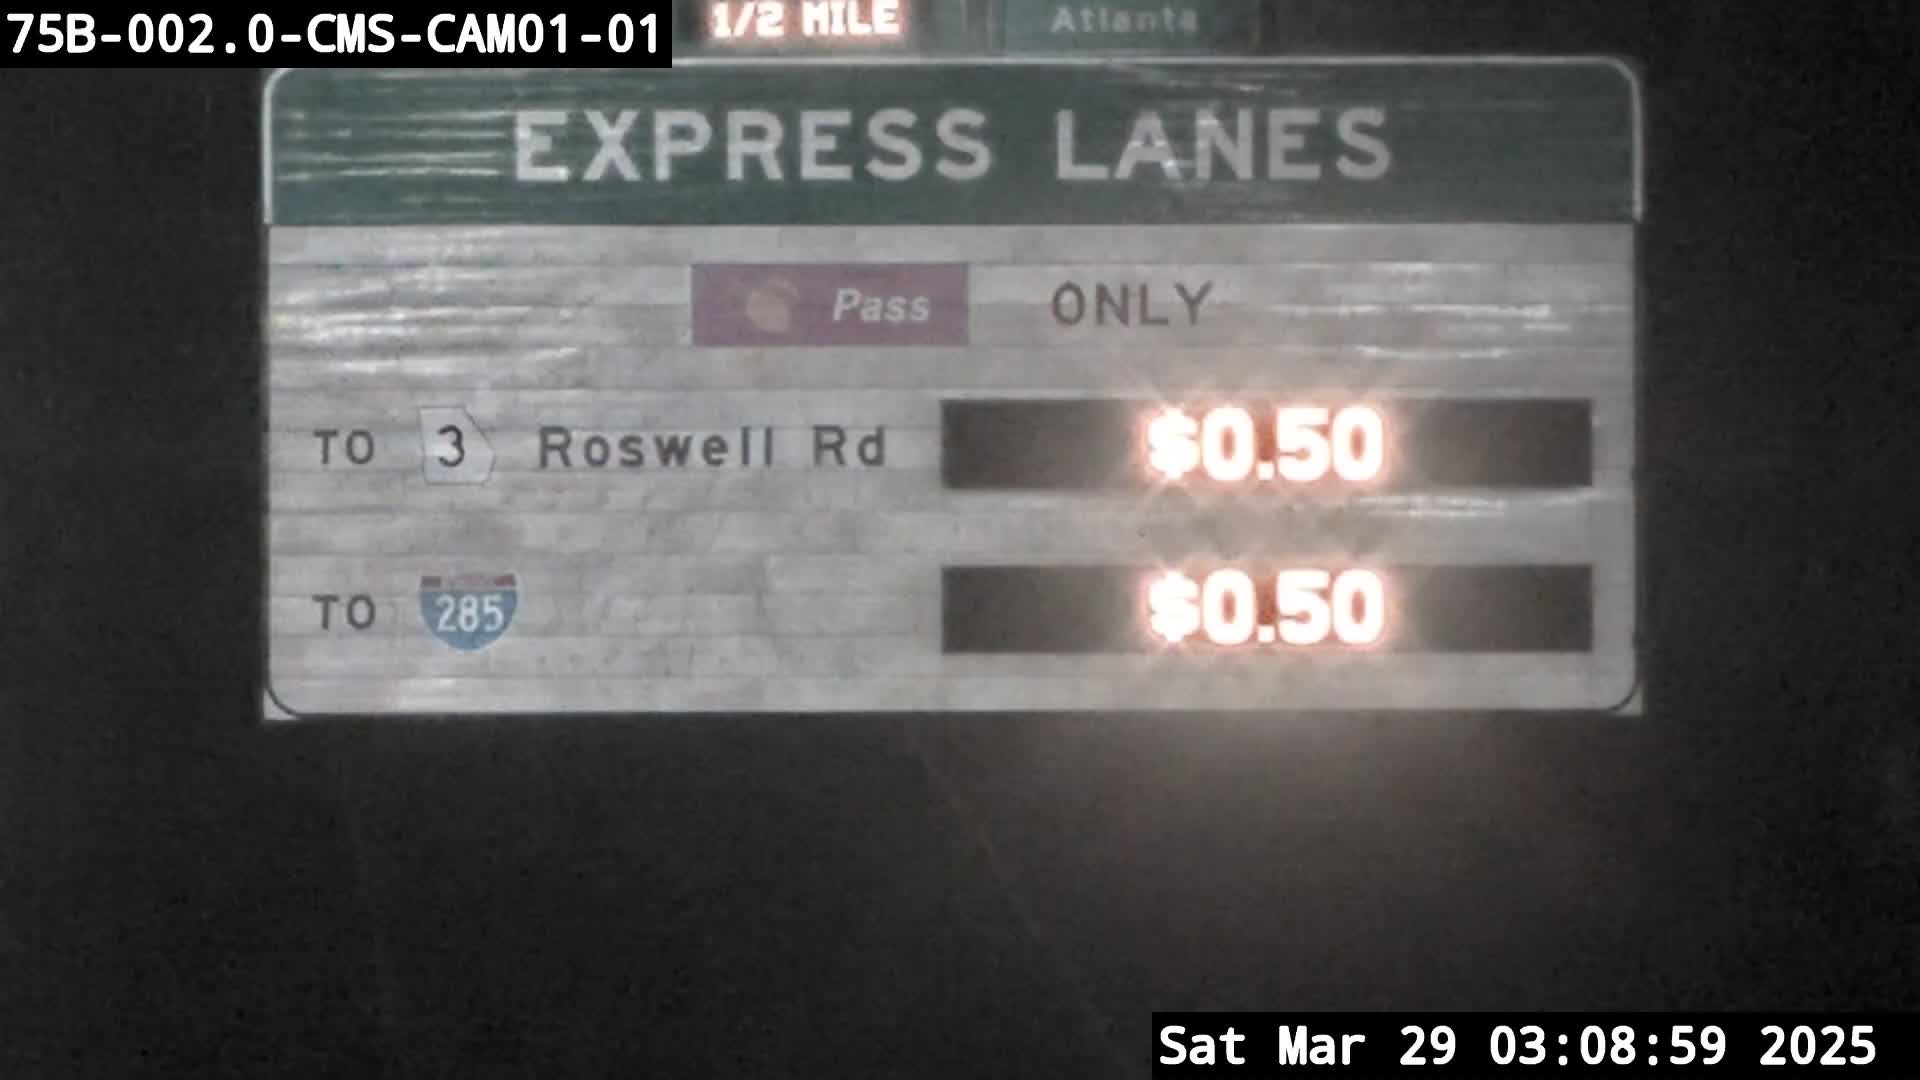 75B-002.0-CMS-CAM01-01
1/2 MILE
Atlanta
EXPRESS LANES
Pass ONLY
TO 3 Roswell Rd $0.50
TO 285 $0.50
Sat Mar 29 03:08:59 2025